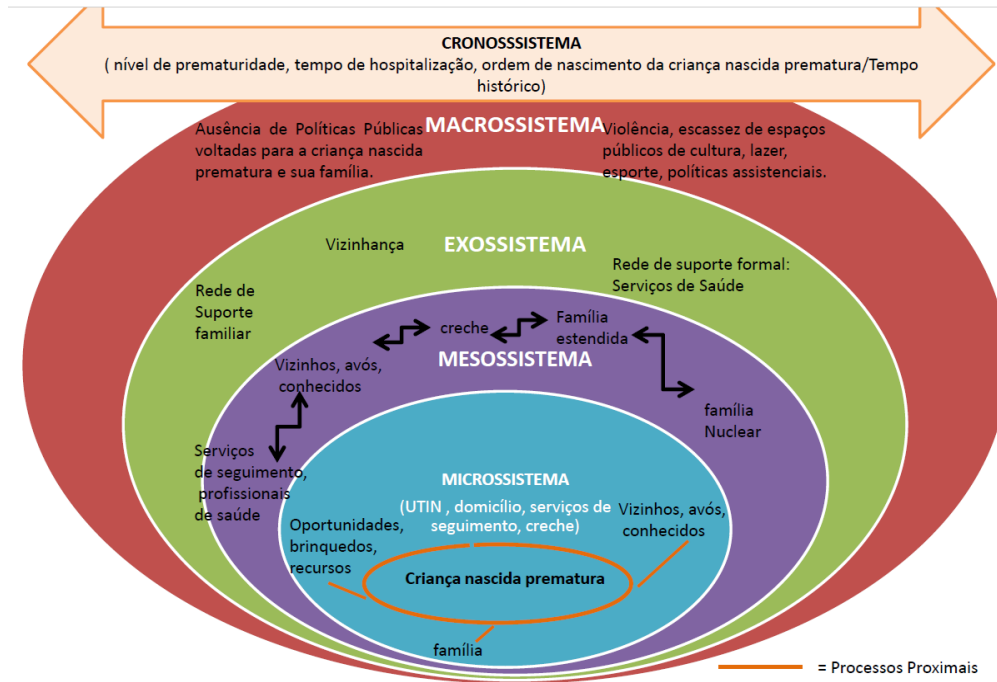 CRONOSSSISTEMA
( nível de prematuridade, tempo de hospitalização, ordem de nascimento da criança nascida prematura/Tempo
histórico)
MACROSSISTEMA
Ausência de Políticas Públicas
voltadas para a criança nascida
prematura e sua família.
Violência, escassez de espaços
públicos de cultura, lazer,
esporte, políticas assistenciais.
EXOSSISTEMA
Vizinhança
Rede de suporte formal:
Serviços de Saúde
Rede de
Suporte
familiar
creche
Família
estendida
MESOSSISTEMA
Vizinhos, avós,
conhecidos
família
Nuclear
Serviços
de seguimento,
profissionais
de saúde
MICROSSISTEMA
(UTIN , domicílio, serviços de
seguimento, creche)
Oportunidades,
brinquedos,
recursos
Vizinhos, avós,
conhecidos
Criança nascida prematura
família
= Processos Proximais